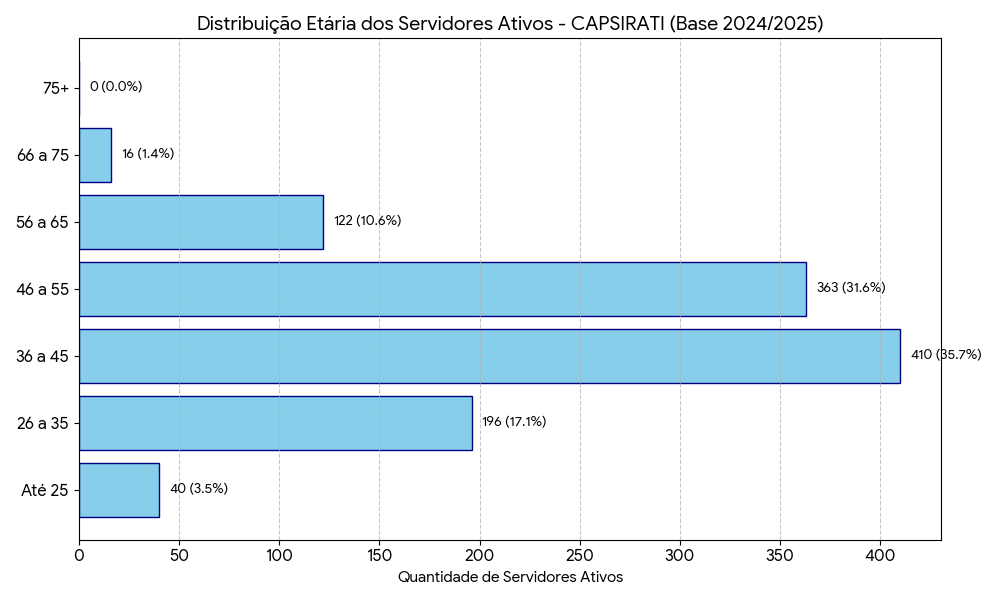 Distribuição Etária dos Servidores Ativos - CAPSIRATI (Base 2024/2025)
75+ 0 (0.0%)
66 a 75 16 (1.4%)
56 a 65 122 (10.6%)
46 a 55 363 (31.6%)
36 a 45 410 (35.7%)
26 a 35 196 (17.1%)
Até 25 40 (3.5%)
0 50 100 150 200 250 300 350 400
Quantidade de Servidores Ativos